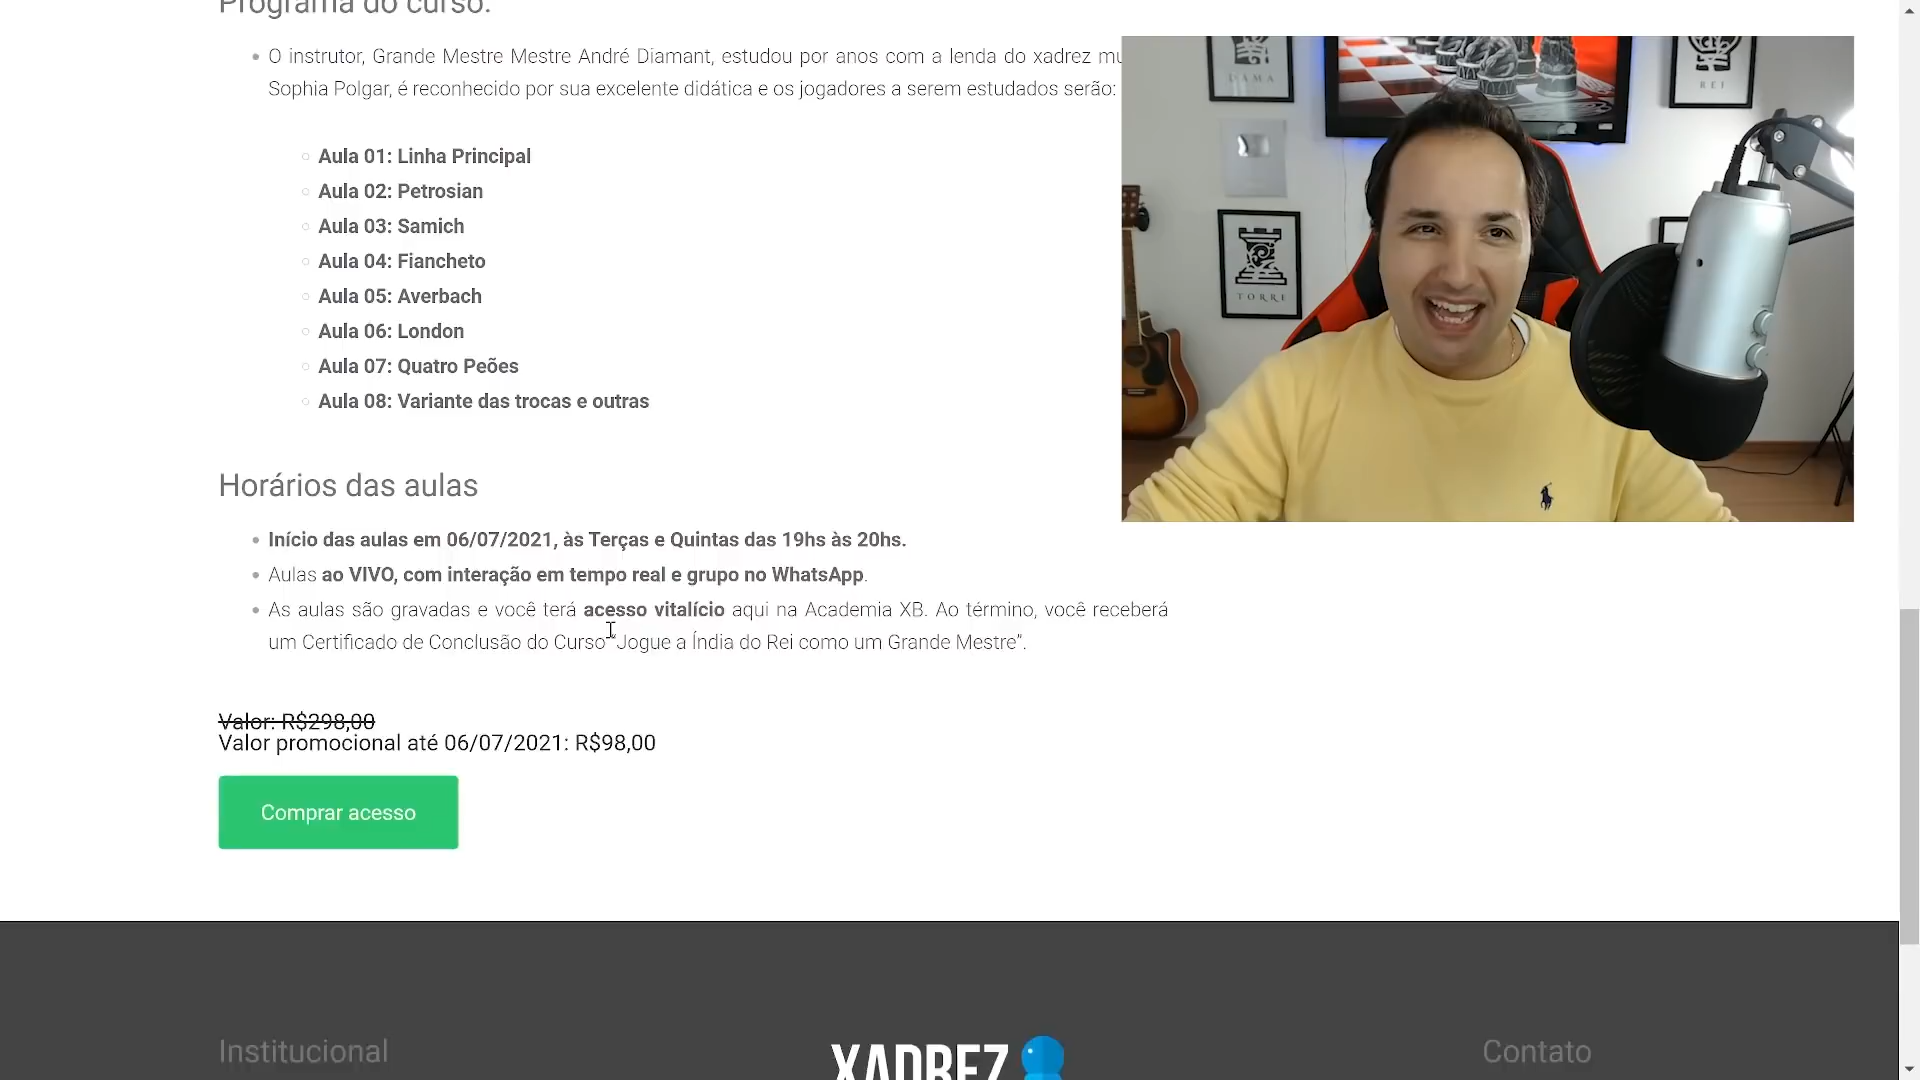 Programa do curso:
O instrutor, Grande Mestre Mestre André Diamant, estudou por anos com a lenda do xadrez
Sophia Polgar, é reconhecido por sua excelente didática e os jogadores a serem estudados serão:
Aula 01: Linha Principal
Aula 02: Petrosian
Aula 03: Samich
Aula 04: Fiancheto
Aula 05: Averbach
Aula 06: London
Aula 07: Quatro Peões
Aula 08: Variante das trocas e outras
DAMA
REI
TORRE
Horários das aulas
Início das aulas em 06/07/2021, às Terças e Quintas das 19hs às 20hs.
Aulas ao VIVO, com interação em tempo real e grupo no WhatsApp.
As aulas são gravadas e você terá acesso vitalício aqui na Academia XB. Ao término, você receberá
um Certificado de Conclusão do Curso "Jogue a Índia do Rei como um Grande Mestre”.
Valor: R$298,00
Valor promocional até 06/07/2021: R$98,00
Comprar acesso
Institucional
XADREZ
Contato